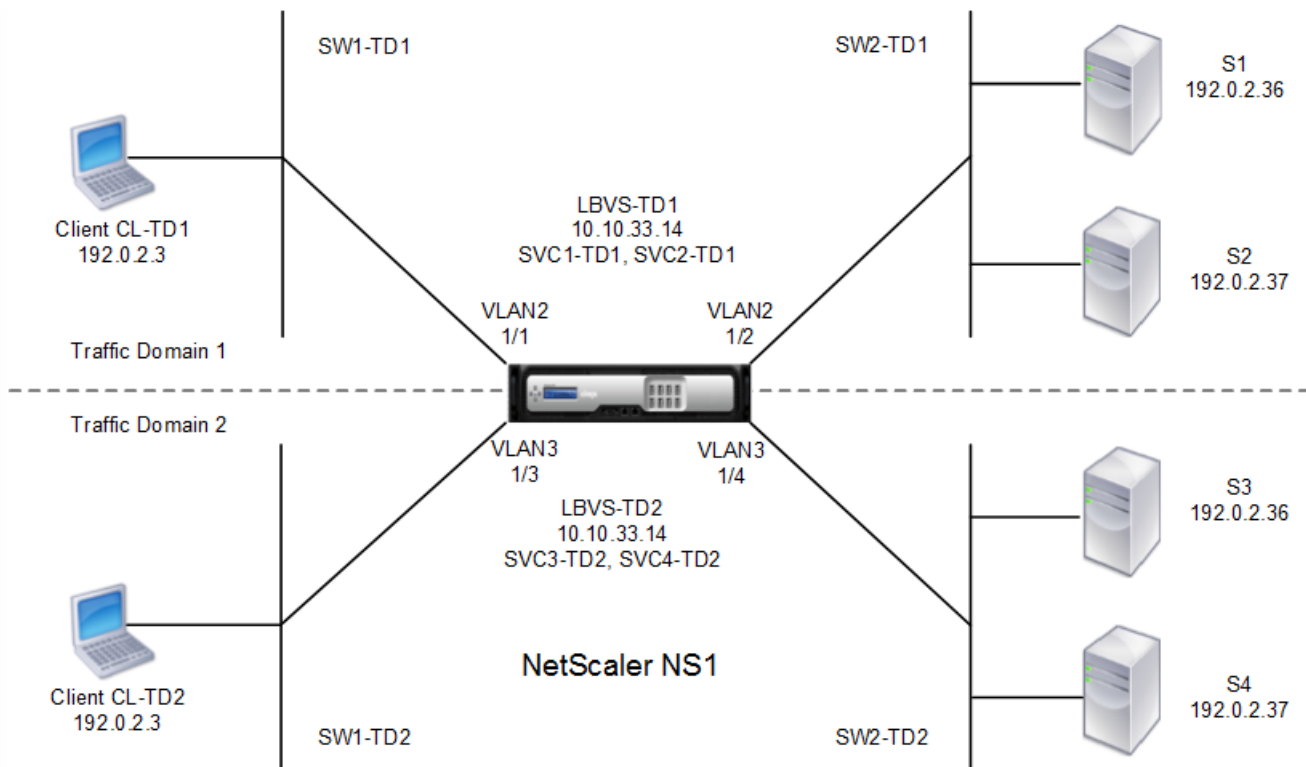 SW1-TD1
SW2-TD1
S1
192.0.2.36
Client CL-TD1
192.0.2.3
LBVS-TD1
10.10.33.14
SVC1-TD1, SVC2-TD1
S2
192.0.2.37
VLAN2
1/1
VLAN2
1/2
Traffic Domain 1
Traffic Domain 2
VLAN3
1/3
VLAN3
1/4
LBVS-TD2
10.10.33.14
SVC3-TD2, SVC4-TD2
S3
192.0.2.36
Client CL-TD2
192.0.2.3
NetScaler NS1
S4
192.0.2.37
SW1-TD2
SW2-TD2